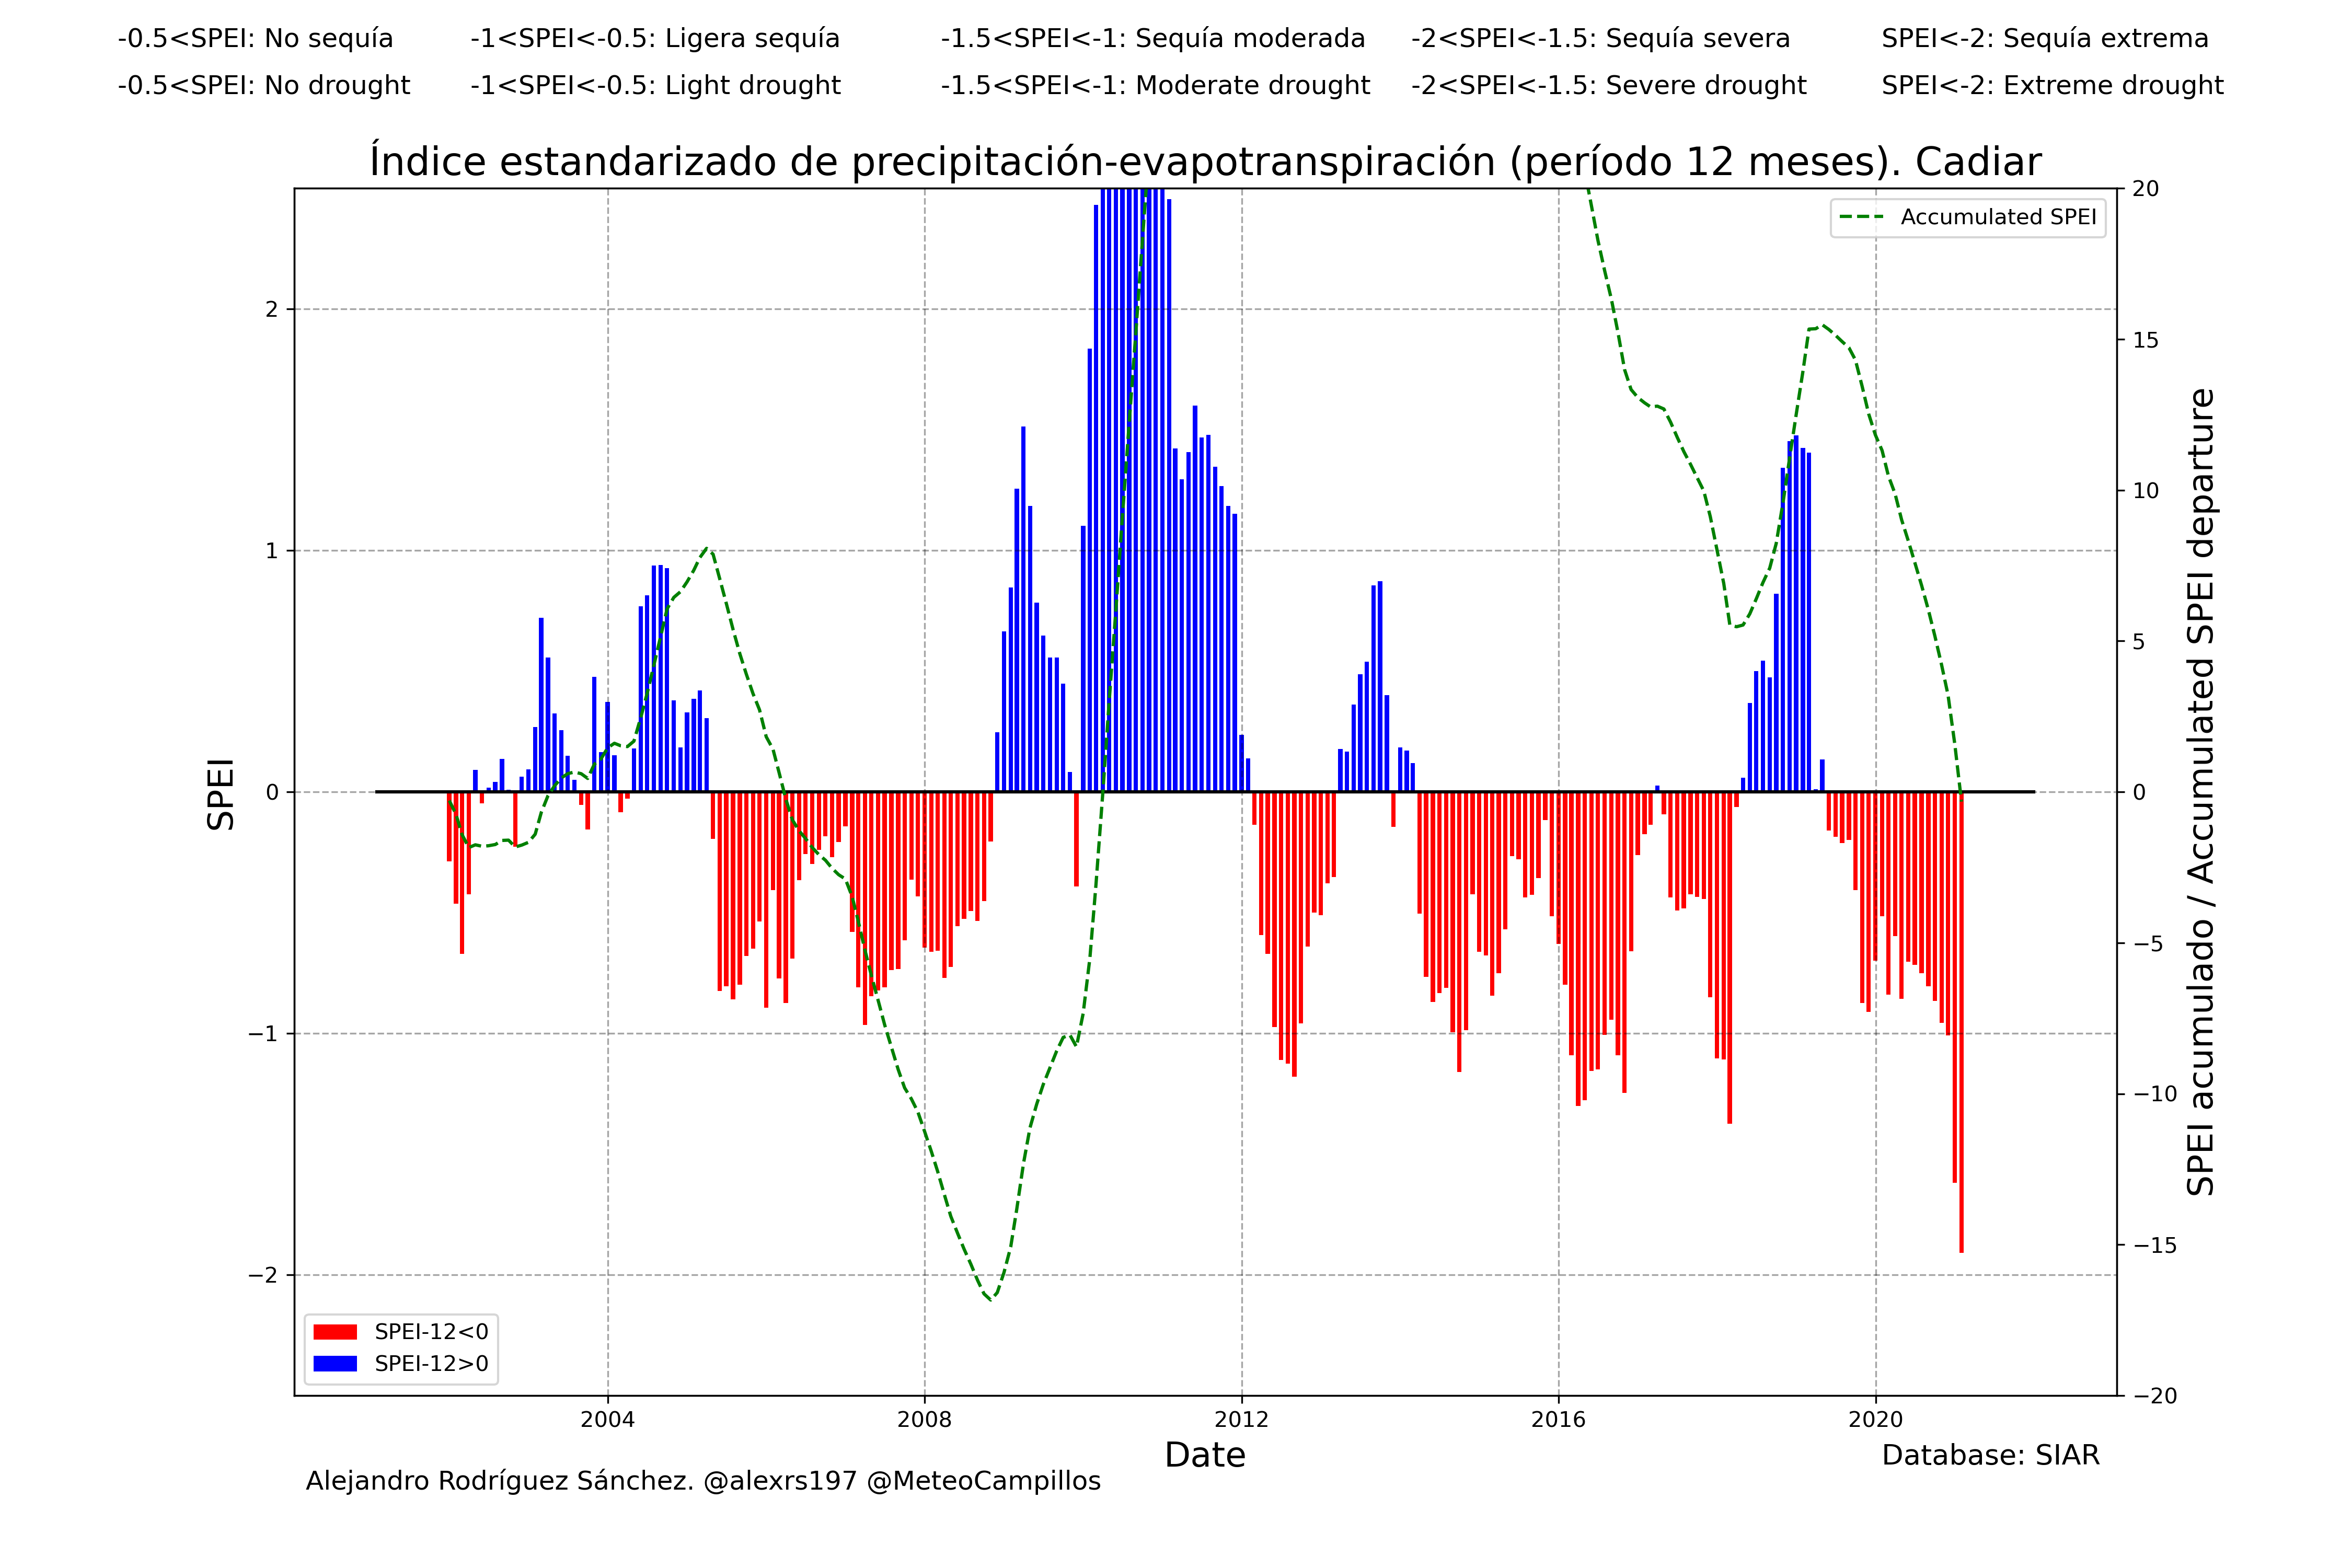 -0.5<SPEI: No sequía -1<SPEI<-0.5: Ligera sequía -1.5<SPEI<-1: Sequía moderada -2<SPEI<-1.5: Sequía severa SPEI<-2: Sequía extrema
-0.5<SPEI: No drought -1<SPEI<-0.5: Light drought -1.5<SPEI<-1: Moderate drought -2<SPEI<-1.5: Severe drought SPEI<-2: Extreme drought
Índice estandarizado de precipitación-evapotranspiración (período 12 meses). Cadiar
Accumulated SPEI
SPEI
2
1
0
−1
−2
20
15
10
5
0
−5
−10
−15
−20
SPEI acumulado / Accumulated SPEI departure
SPEI-12<0
SPEI-12>0
2004 2008 2012 2016 2020
Date
Database: SIAR
Alejandro Rodríguez Sánchez. @alexrs197 @MeteoCampillos